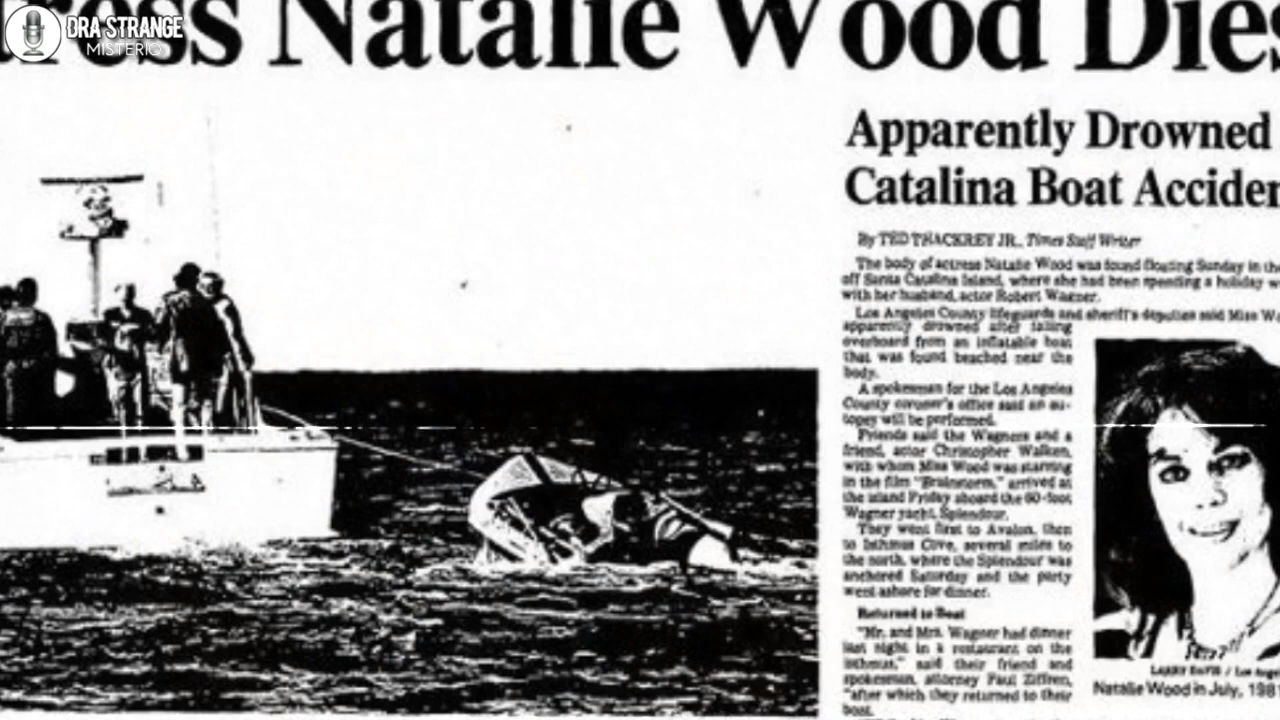 DRA STRANGE
MISTERIO
tress Natalie Wood Dies
Apparently Drowned
Catalina Boat Acciden
By TED THACKREY JR., Times Staff Writer
The body of actress Natalie Wood was found floating Sunday in the
off Santa Catalina Island, where she had been spending a holiday w
with her husband, actor Robert Wagner.
Los Angeles County lifeguards and sheriff's deputies said Miss Wo
apparently drowned after falling
overboard from an inflatable boat
that was found beached near the
body.
A spokesman for the Los Angeles
County coroner's office said an au-
topsy will be performed.
Friends said the Wagners and a
friend, actor Christopher Walken,
with whom Miss Wood was starring
in the film "Brainstorm," arrived at
the island Friday aboard the 60-foot
Wagner yacht, Splendour.
They went first to Avalon, then
to Isthmus Cove, several miles to
the north, where the Splendour was
anchored Saturday and the party
went ashore for dinner.
Returned to Boat
"Mr. and Mrs. Wagner had dinner
last night in a restaurant on the
isthmus," said their friend and
spokesman, attorney Paul Ziffren,
"after which they returned to their
boat.
LARRY DAVIS / Los Ange
Natalie Wood in July, 1981